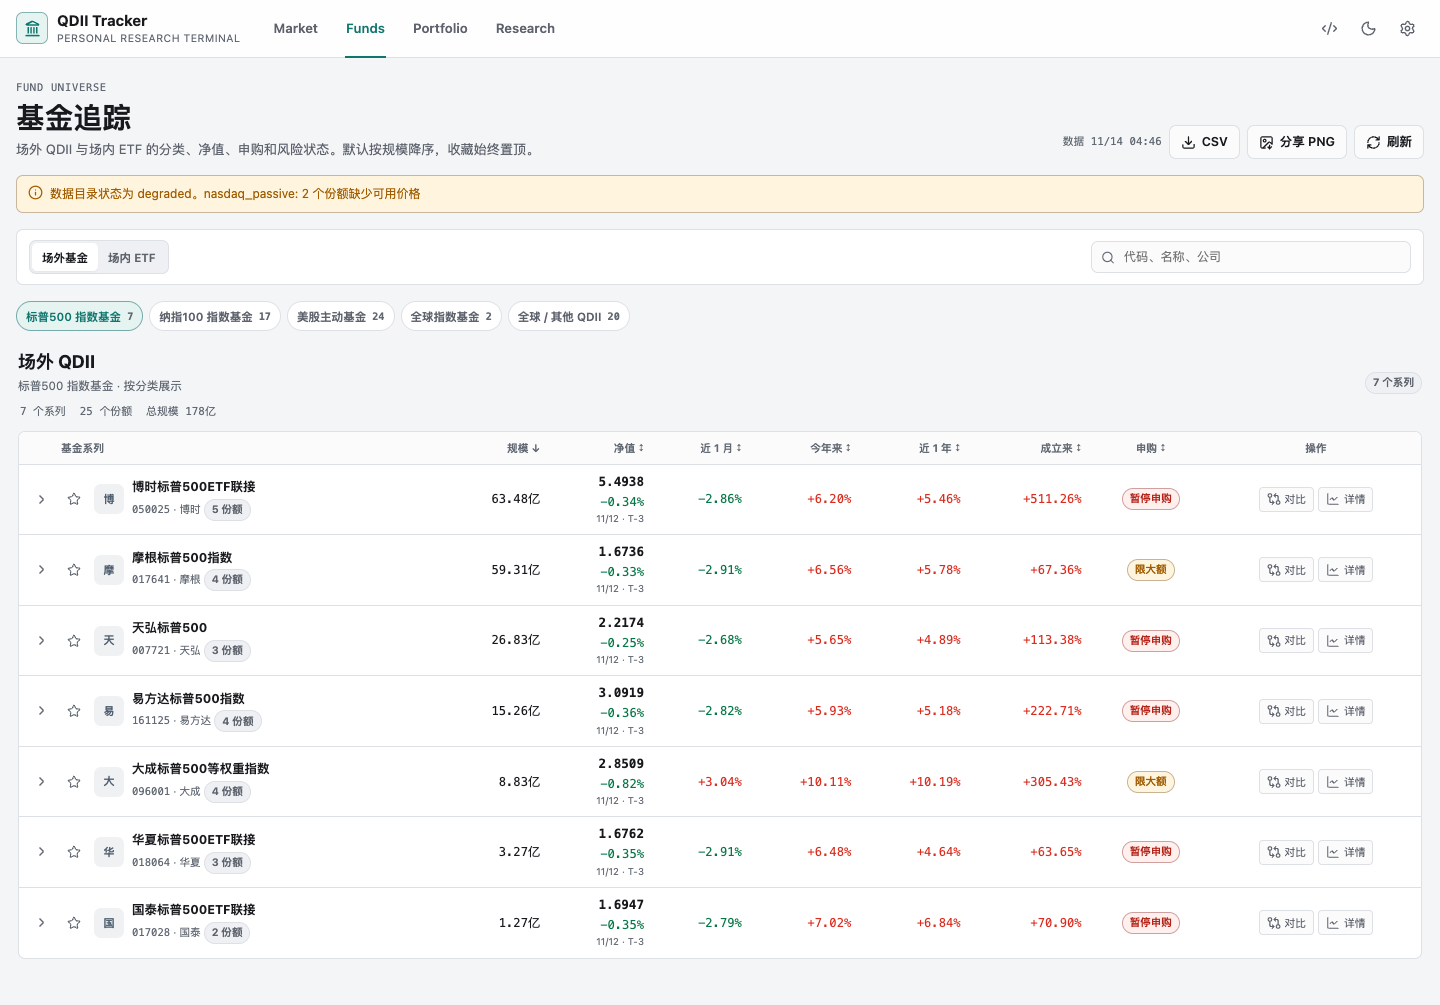 QDII Tracker
PERSONAL RESEARCH TERMINAL
Market Funds Portfolio Research
FUND UNIVERSE
基金追踪
场外 QDII 与场内 ETF 的分类、净值、申购和风险状态。默认按规模降序，收藏始终置顶。
数据 11/14 04:46 CSV 分享 PNG 刷新
数据目录状态为 degraded。nasdaq_passive: 2 个份额缺少可用价格
场外基金 场内 ETF 代码、名称、公司
标普500 指数基金 7 纳指100 指数基金 17 美股主动基金 24 全球指数基金 2 全球 / 其他 QDII 20
场外 QDII
标普500 指数基金 · 按分类展示
7 个系列
7 个系列 25 个份额 总规模 178亿
基金系列 规模 ↓ 净值 ↕ 近 1 月 ↕ 今年来 ↕ 近 1 年 ↕ 成立来 ↕ 申购 ↕ 操作
博 博时标普500ETF联接
050025 · 博时 5 份额
63.48亿
5.4938
−0.34%
11/12 · T-3
−2.86% +6.20% +5.46% +511.26% 暂停申购 对比 详情
摩 摩根标普500指数
017641 · 摩根 4 份额
59.31亿
1.6736
−0.33%
11/12 · T-3
−2.91% +6.56% +5.78% +67.36% 限大额 对比 详情
天 天弘标普500
007721 · 天弘 3 份额
26.83亿
2.2174
−0.25%
11/12 · T-3
−2.68% +5.65% +4.89% +113.38% 暂停申购 对比 详情
易 易方达标普500指数
161125 · 易方达 4 份额
15.26亿
3.0919
−0.36%
11/12 · T-3
−2.82% +5.93% +5.18% +222.71% 暂停申购 对比 详情
大 大成标普500等权重指数
096001 · 大成 4 份额
8.83亿
2.8509
−0.82%
11/12 · T-3
+3.04% +10.11% +10.19% +305.43% 限大额 对比 详情
华 华夏标普500ETF联接
018064 · 华夏 3 份额
3.27亿
1.6762
−0.35%
11/12 · T-3
−2.91% +6.48% +4.64% +63.65% 暂停申购 对比 详情
国 国泰标普500ETF联接
017028 · 国泰 2 份额
1.27亿
1.6947
−0.35%
11/12 · T-3
−2.79% +7.02% +6.84% +70.90% 暂停申购 对比 详情